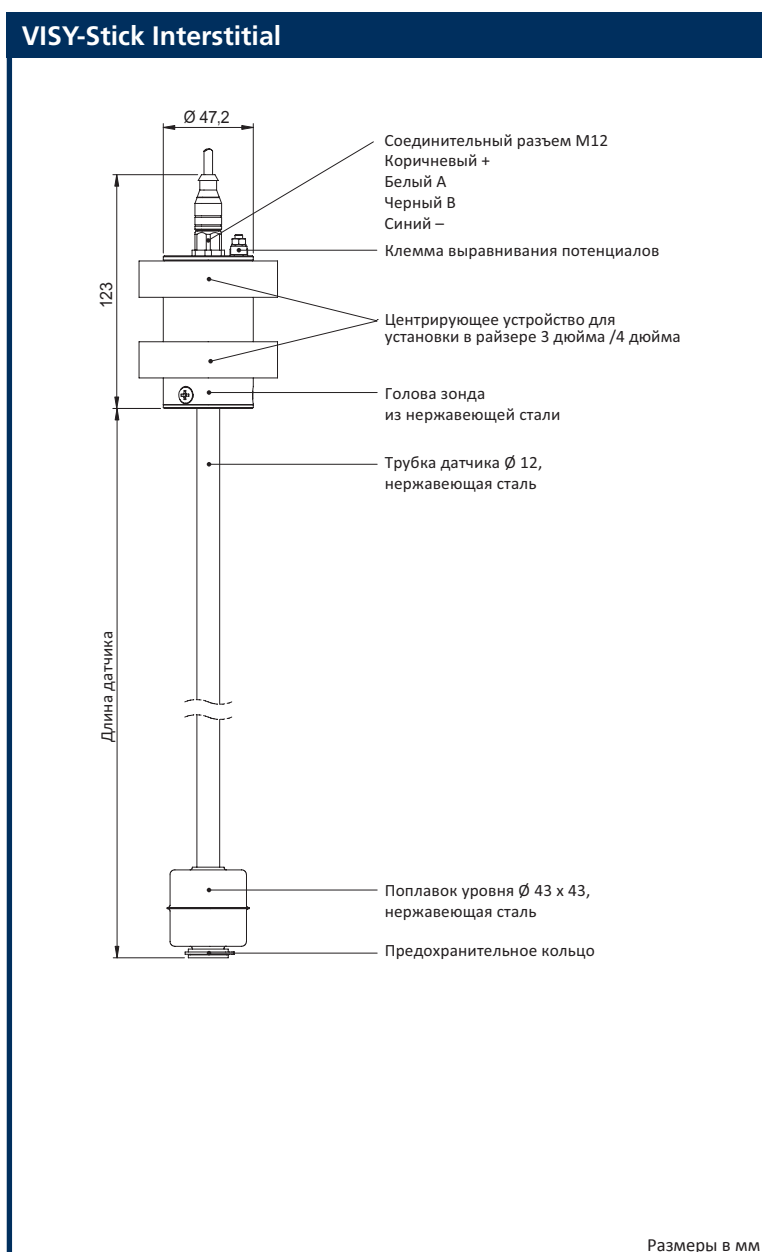 VISY-Stick Interstitial
Ø 47,2
Соединительный разъем M12
Коричневый +
Белый A
Черный B
Синий –
Клемма выравнивания потенциалов
123
Центрирующее устройство для
установки в райзере 3 дюйма /4 дюйма
Голова зонда
из нержавеющей стали
Трубка датчика Ø 12,
нержавеющая сталь
Длина датчика
Поплавок уровня Ø 43 x 43,
нержавеющая сталь
Предохранительное кольцо
Размеры в мм